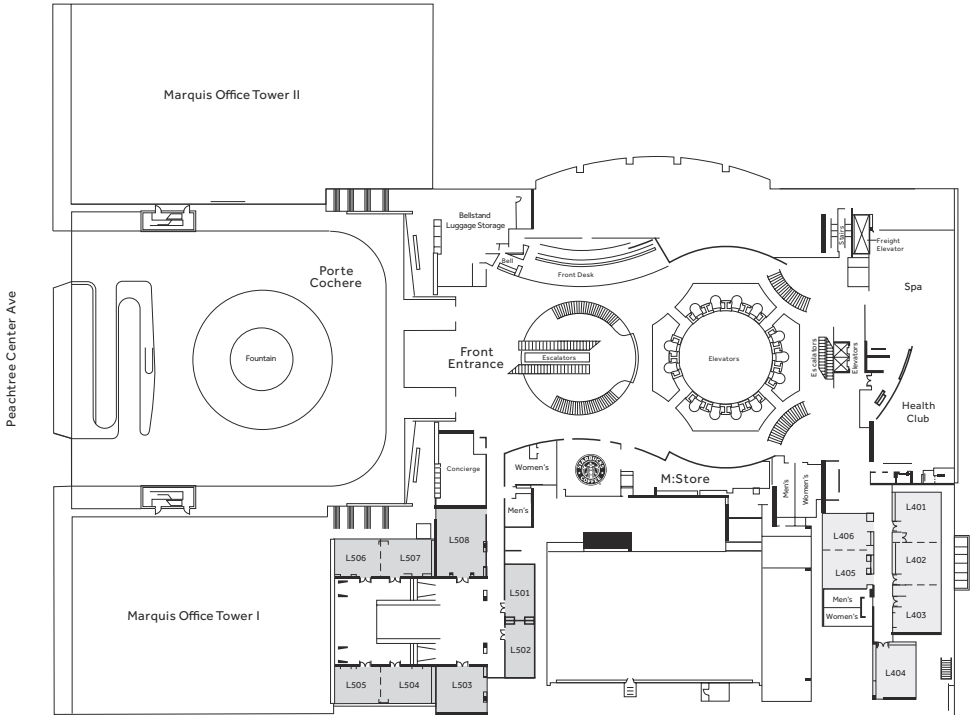 Marquis Office Tower II
Peachtree Center Ave
Bellstand
Luggage Storage
Bell
Front Desk
Stairs
Freight
Elevator
Porte
Cochere
Spa
Fountain
Front
Entrance
Escalators
Elevators
Escalators
Elevators
Health
Club
Concierge
Women's
M:Store
Men's
Women's
Men's
L401
L508
L406
L506
L507
L402
L405
L501
Men's
Women's
L403
Marquis Office Tower I
L502
L404
L505
L504
L503